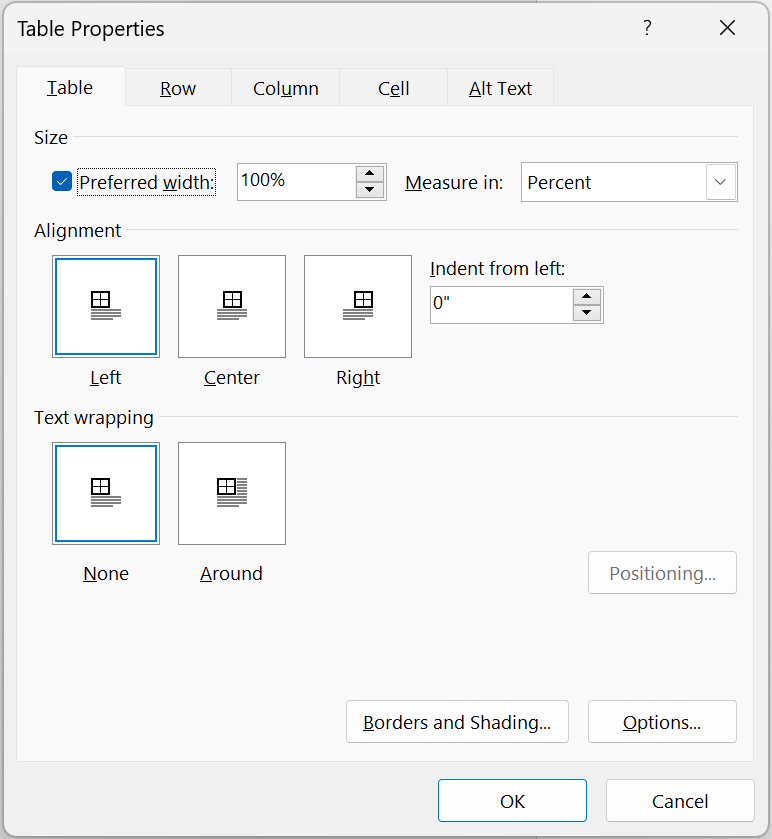 Table Properties ?
Table Row Column Cell Alt Text
Size
Preferred width: 100% Measure in: Percent
Alignment
Indent from left:
0"
Left Center Right
Text wrapping
None Around
Positioning...
Borders and Shading... Options...
OK Cancel